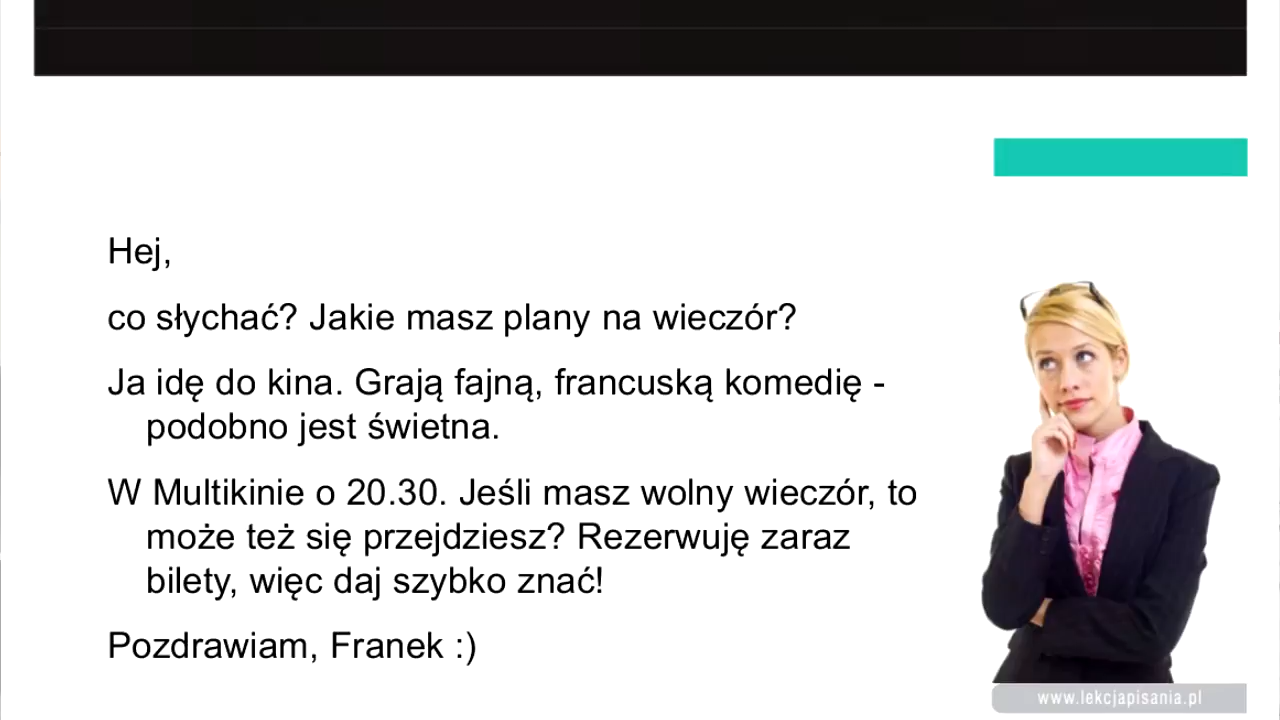 Hej,
co słychać? Jakie masz plany na wieczór?
Ja idę do kina. Grają fajną, francuską komedię -
podobno jest świetna.
W Multikinie o 20.30. Jeśli masz wolny wieczór, to
może też się przejdziesz? Rezerwuję zaraz
bilety, więc daj szybko znać!
Pozdrawiam, Franek :)
www.lekcjapisania.pl